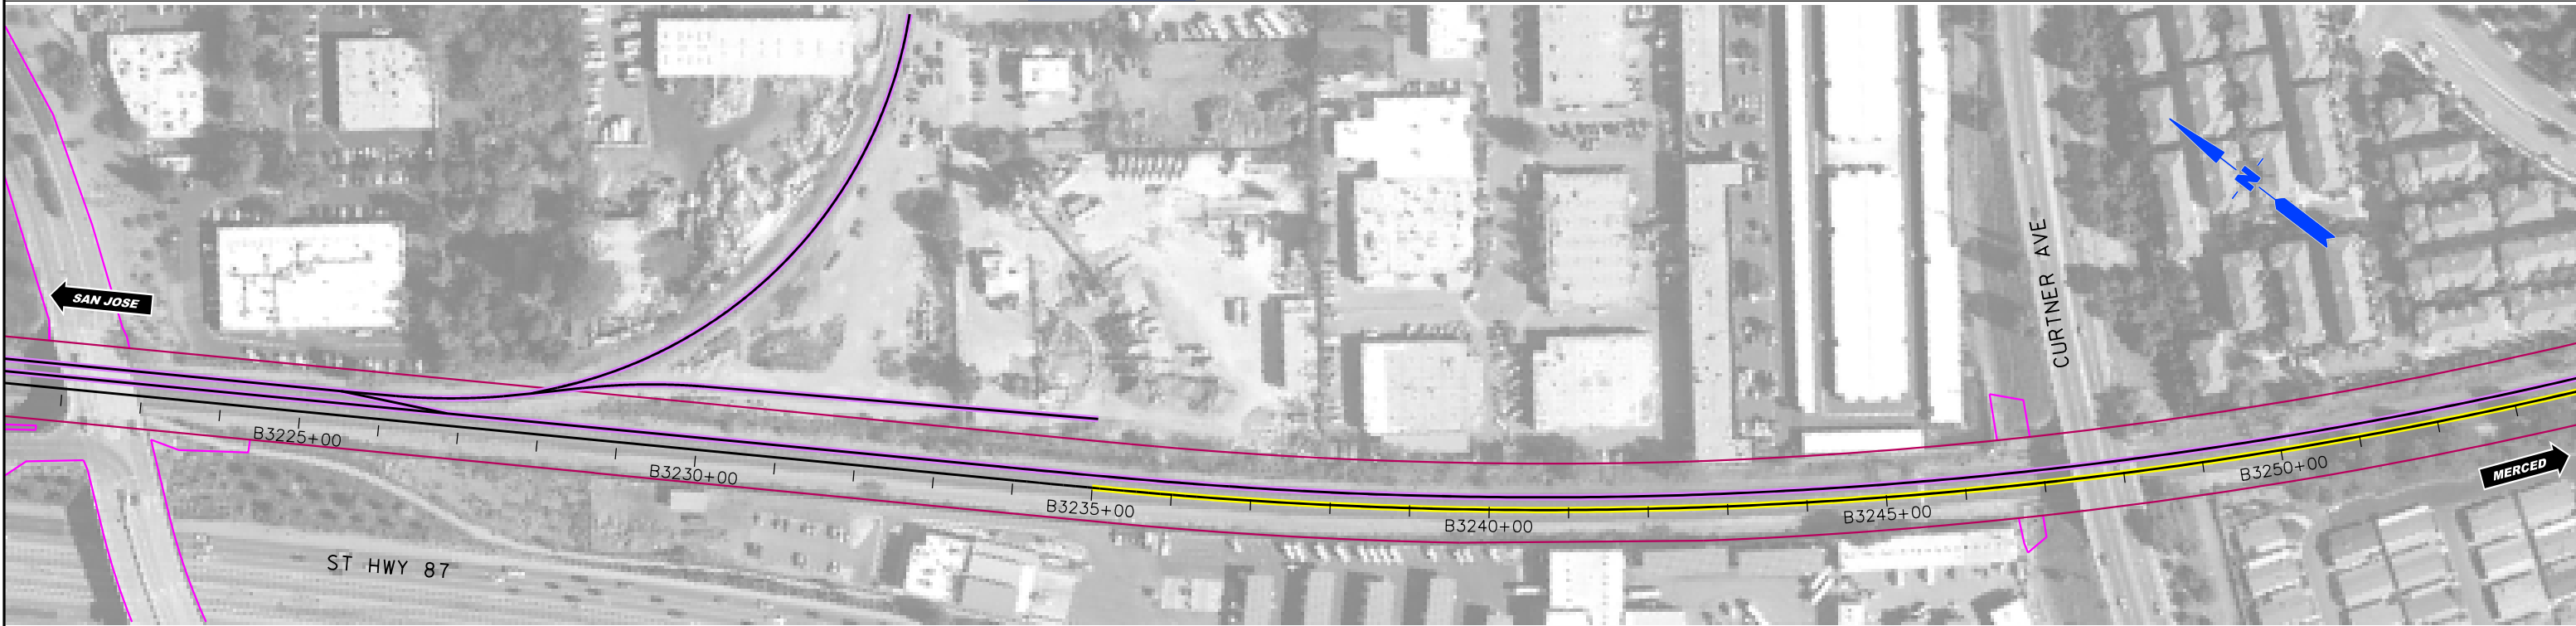 N
CURTNER AVE
SAN JOSE
B3225+00
B3230+00
B3235+00
B3240+00
B3245+00
B3250+00
MERCED
ST HWY 87